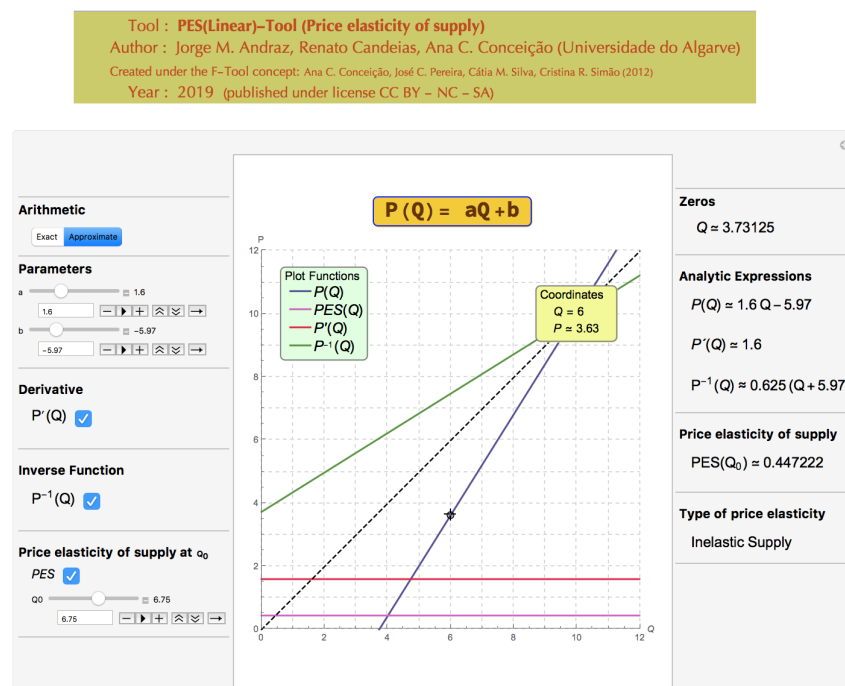 Tool : PES(Linear)–Tool (Price elasticity of supply)
Author : Jorge M. Andraz, Renato Candeias, Ana C. Conceição (Universidade do Algarve)
Created under the F–Tool concept: Ana C. Conceição, José C. Pereira, Cátia M. Silva, Cristina R. Simão (2012)
Year : 2019 (published under license CC BY – NC – SA)
Arithmetic
Exact Approximate
Parameters
a 1.6
1.6
b −5.97
−5.97
Derivative
P′(Q)
Inverse Function
P⁻¹(Q)
Price elasticity of supply at Q₀
PES
Q0 6.75
6.75
P(Q) = aQ+b
P
12
10
8
6
4
2
0
0 2 4 6 8 10 12 Q
Plot Functions
P(Q)
PES(Q)
P'(Q)
P⁻¹(Q)
Coordinates
Q = 6
P ≃ 3.63
Zeros
Q ≃ 3.73125
Analytic Expressions
P(Q) ≃ 1.6 Q − 5.97
P′(Q) ≃ 1.6
P⁻¹(Q) ≈ 0.625 (Q + 5.97
Price elasticity of supply
PES(Q₀) ≃ 0.447222
Type of price elasticity
Inelastic Supply